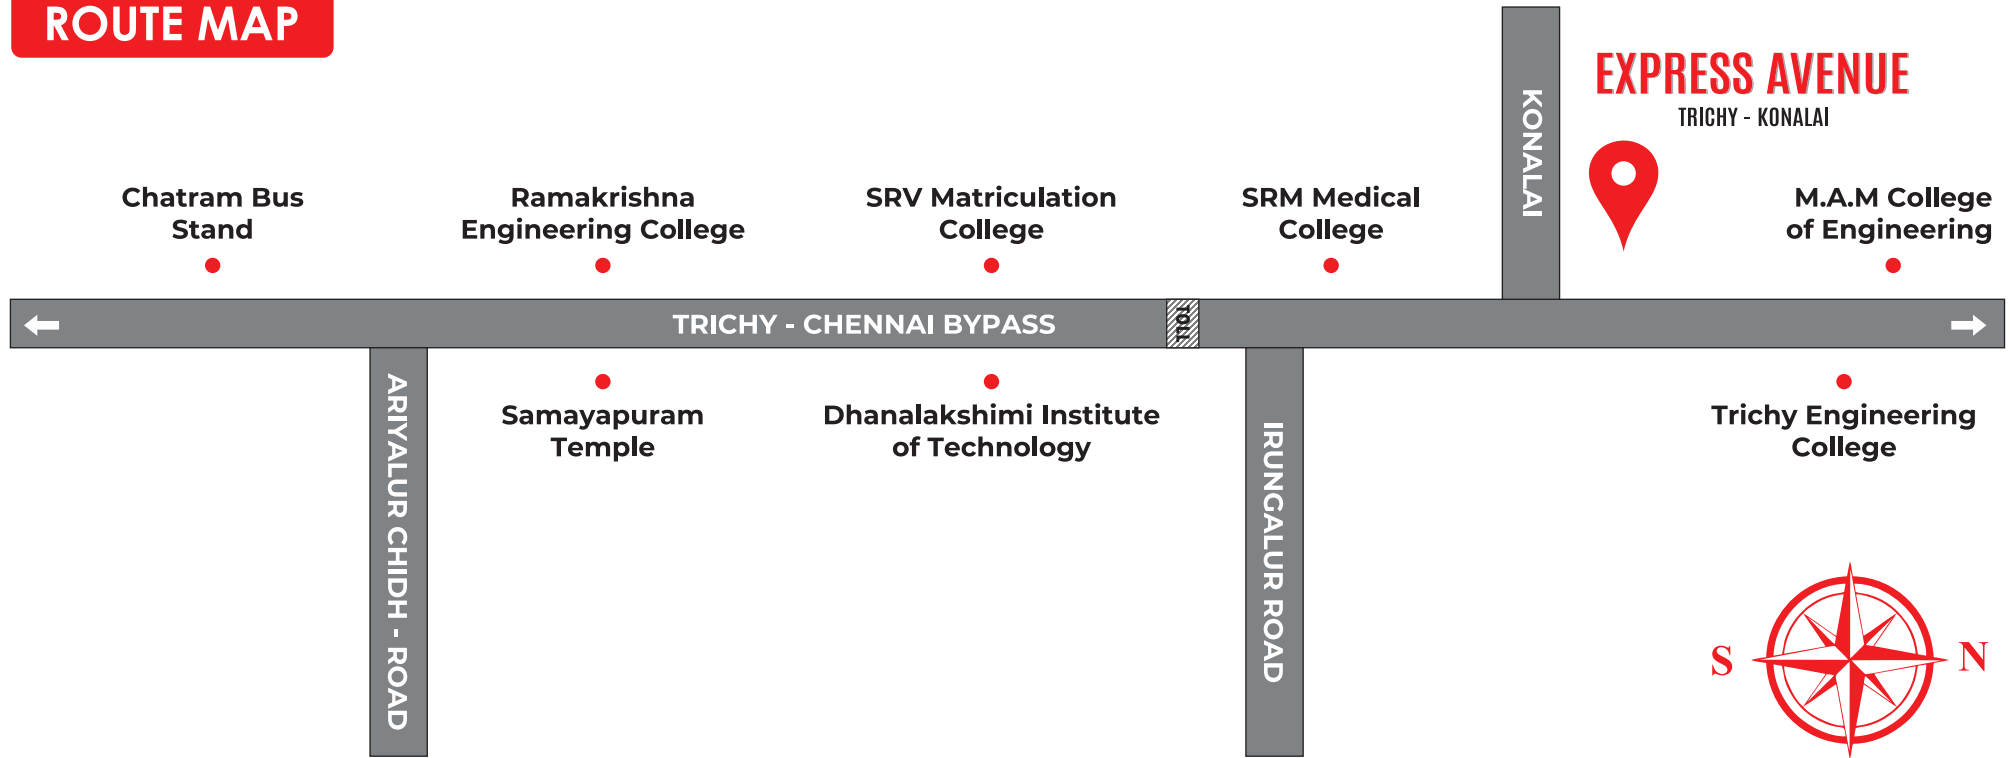 ROUTE MAP
EXPRESS AVENUE
TRICHY - KONALAI
KONALAI
Chatram Bus
Stand
Ramakrishna
Engineering College
SRV Matriculation
College
SRM Medical
College
M.A.M College
of Engineering
TRICHY - CHENNAI BYPASS
TOLL
ARIYALUR CHIDH - ROAD
Samayapuram
Temple
Dhanalakshimi Institute
of Technology
IRUNGALUR ROAD
Trichy Engineering
College
S
N